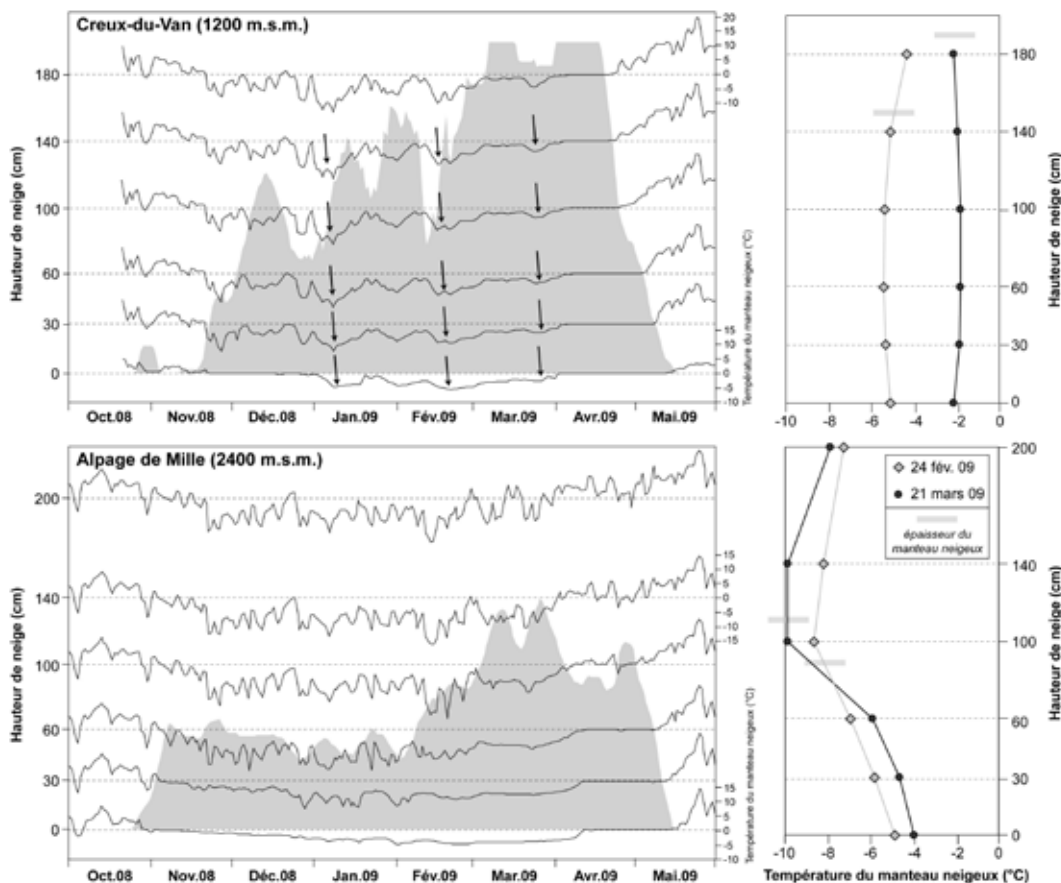 Creux-du-Van (1200 m.s.m.)
Hauteur de neige (cm)
180
140
100
60
30
0
20
15
10
5
0
-5
-10
15
10
5
0
-5
-10
Température du manteau neigeux (°C)
Oct.08 Nov.08 Déc.08 Jan.09 Fév.09 Mar.09 Avr.09 Mai.09
180
140
100
60
30
0
Hauteur de neige (cm)
-10 -8 -6 -4 -2 0
Alpage de Mille (2400 m.s.m.)
Hauteur de neige (cm)
200
140
100
60
30
0
15
10
5
0
-5
-10
-15
15
10
5
0
-5
-10
Température du manteau neigeux (°C)
Oct.08 Nov.08 Déc.08 Jan.09 Fév.09 Mar.09 Avr.09 Mai.09
24 fév. 09
21 mars 09
épaisseur du
manteau neigeux
200
140
100
60
30
0
Hauteur de neige (cm)
-10 -8 -6 -4 -2 0
Température du manteau neigeux (°C)